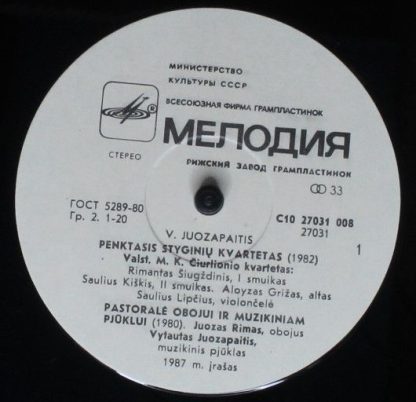 МИНИСТЕРСТВО
КУЛЬТУРЫ СССР
ВСЕСОЮЗНАЯ ФИРМА ГРАМПЛАСТИНОК
®
МЕЛОДИЯ
СТЕРЕО
РИЖСКИЙ ЗАВОД ГРАМПЛАСТИНОК
33
ГОСТ 5289-80
Гр. 2. 1-20
С10 27031 008
27031
1
V. JUOZAPAITIS
PENKTASIS STYGINIŲ KVARTETAS (1982)
Valst. M. K. Čiurlionio kvartetas:
Rimantas Šiugždinis, I smuikas
Saulius Kiškis, II smuikas. Aloyzas Grižas, altas
Saulius Lipčius, violončelė
PASTORALĖ OBOJUI IR MUZIKINIAM
PJŪKLUI (1980). Juozas Rimas, obojus
Vytautas Juozapaitis,
muzikinis pjūklas
1987 m. įrašas